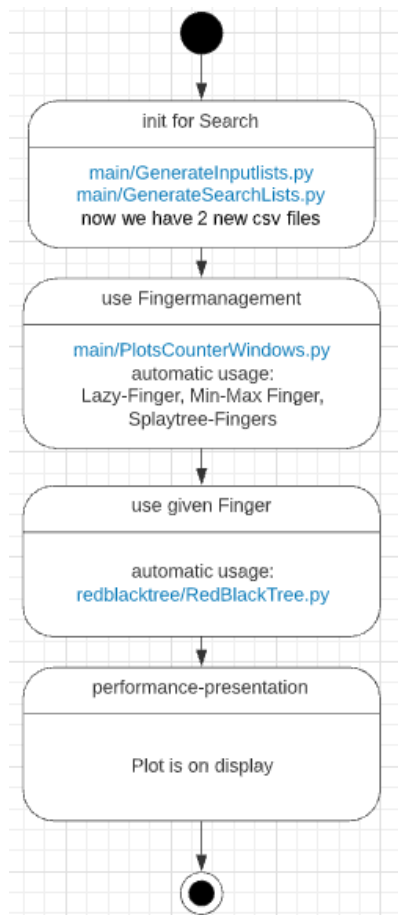 init for Search
main/GenerateInputlists.py
main/GenerateSearchLists.py
now we have 2 new csv files
use Fingermanagement
main/PlotsCounterWindows.py
automatic usage:
Lazy-Finger, Min-Max Finger,
Splaytree-Fingers
use given Finger
automatic usage:
redblacktree/RedBlackTree.py
performance-presentation
Plot is on display